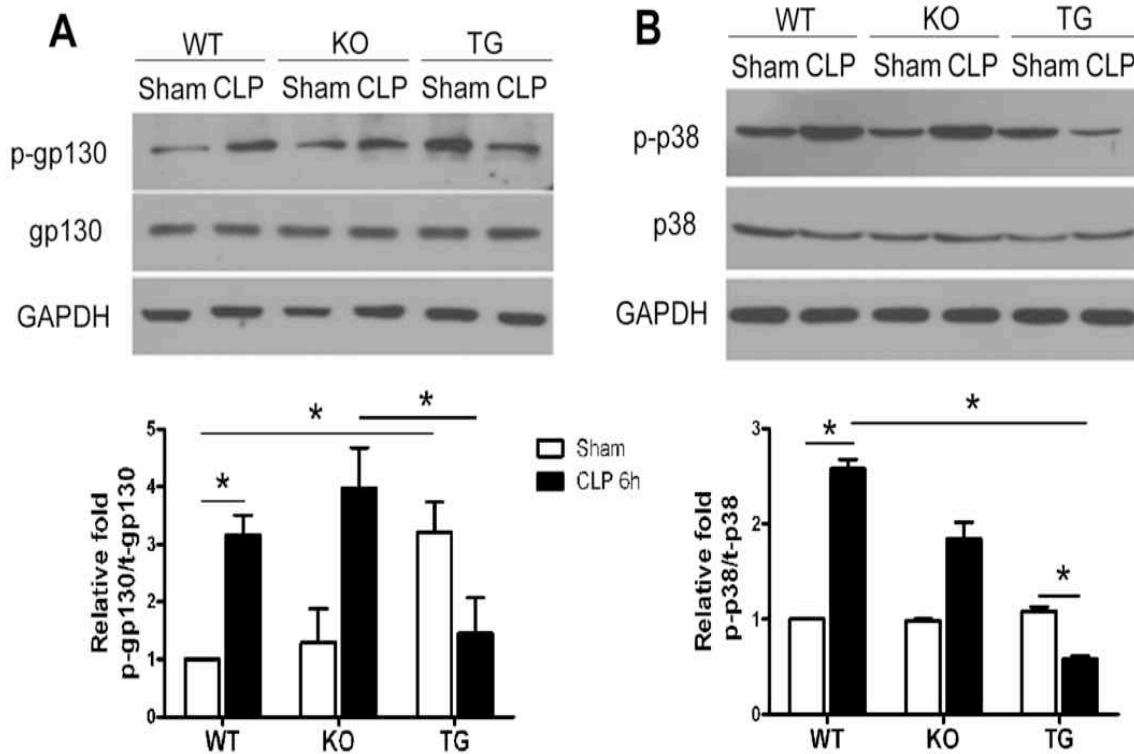 A
WT KO TG
Sham CLP Sham CLP Sham CLP
p-gp130
gp130
GAPDH
* *
*
Relative fold
p-gp130/t-gp130
5
4
3
2
1
0
WT KO TG
Sham
CLP 6h
B
WT KO TG
Sham CLP Sham CLP Sham CLP
p-p38
p38
GAPDH
* *
*
Relative fold
p-p38/t-p38
3
2
1
0
WT KO TG